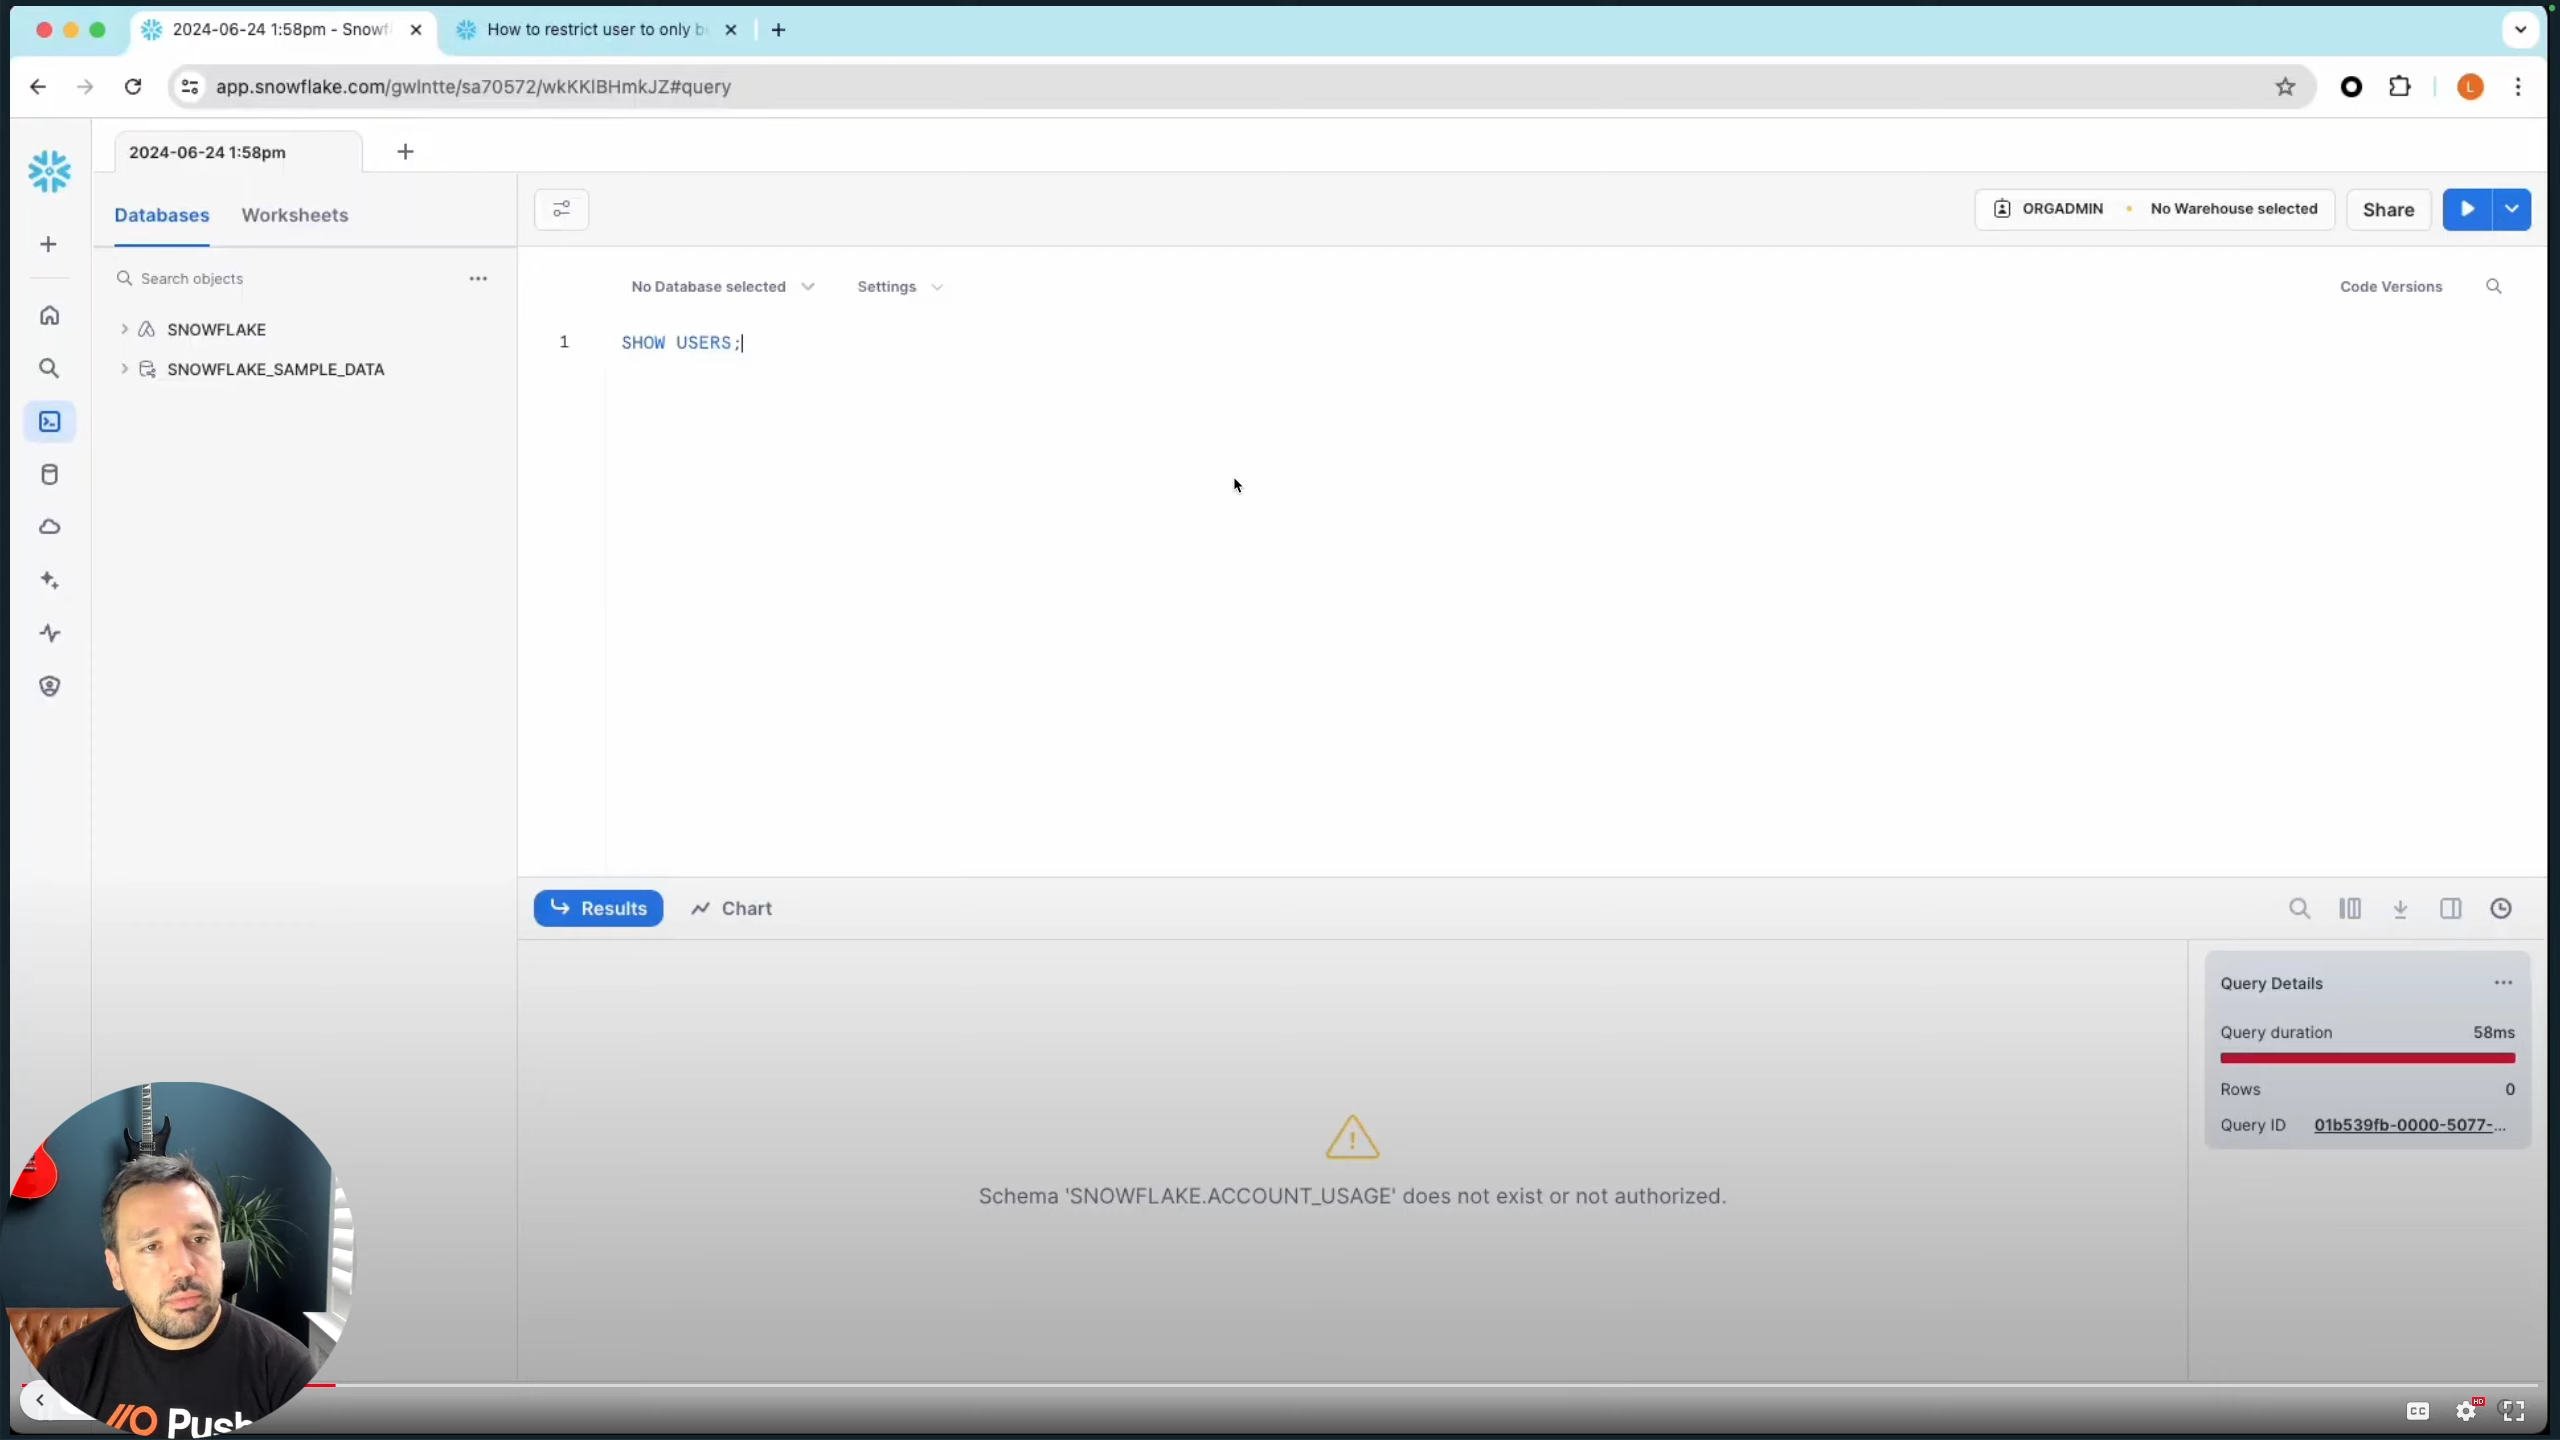 2024-06-24 1:58pm - Snowf
How to restrict user to only b
app.snowflake.com/gwlntte/sa70572/wkKKlBHmkJZ#query
L
2024-06-24 1:58pm
Databases
Worksheets
ORGADMIN
No Warehouse selected
Share
Search objects
No Database selected
Settings
Code Versions
SNOWFLAKE
SNOWFLAKE_SAMPLE_DATA
1 SHOW USERS;
Results
Chart
Query Details
Query duration 58ms
Rows 0
Query ID 01b539fb-0000-5077-...
Schema 'SNOWFLAKE.ACCOUNT_USAGE' does not exist or not authorized.
Push
CC
HD